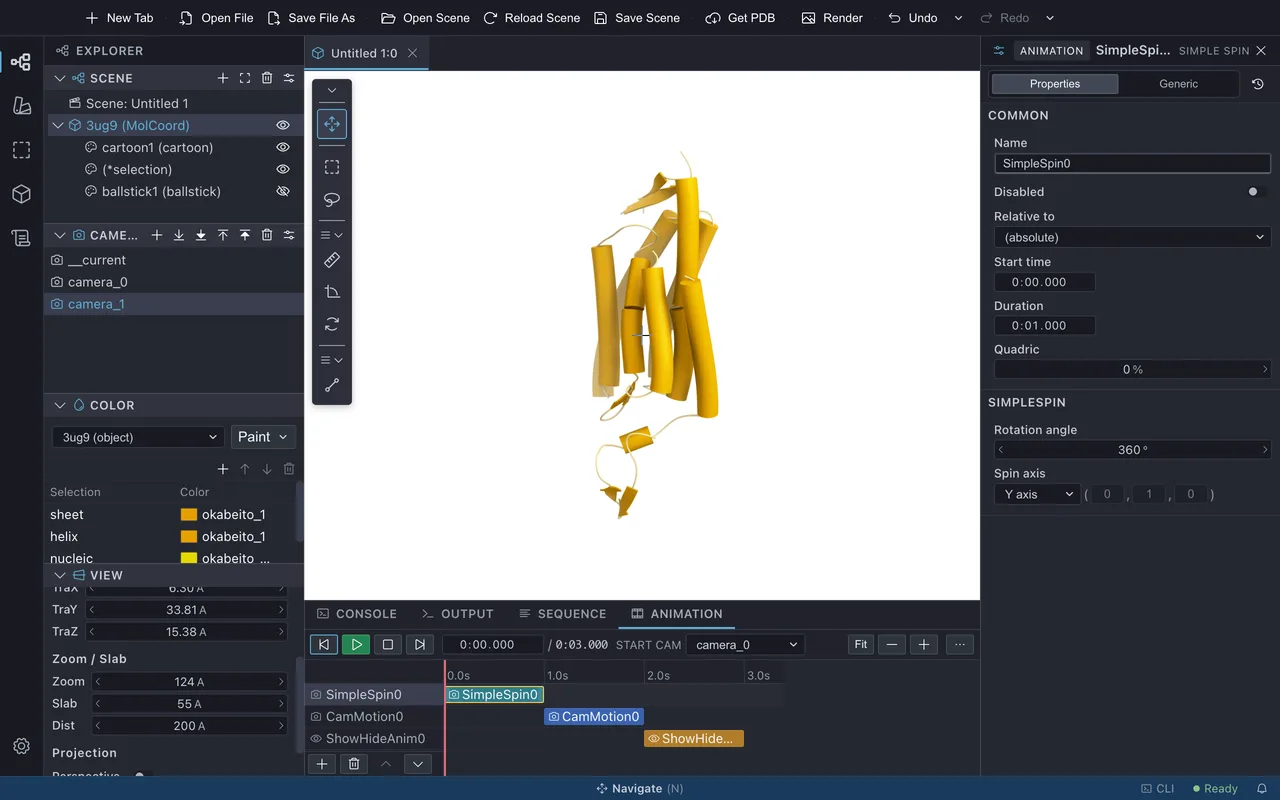 New Tab Open File Save File As Open Scene Reload Scene Save Scene Get PDB Render Undo Redo
EXPLORER
SCENE
Scene: Untitled 1
3ug9 (MolCoord)
cartoon1 (cartoon)
(*selection)
ballstick1 (ballstick)
CAME...
__current
camera_0
camera_1
COLOR
3ug9 (object) Paint
Selection Color
sheet okabeito_1
helix okabeito_1
nucleic okabeito_...
VIEW
TraX 6.30 A
TraY 33.81 A
TraZ 15.38 A
Zoom / Slab
Zoom 124 A
Slab 55 A
Dist 200 A
Projection
Perspective
Untitled 1:0
CONSOLE OUTPUT SEQUENCE ANIMATION
0:00.000 / 0:03.000 START CAM camera_0 Fit
0.0s 1.0s 2.0s 3.0s
SimpleSpin0 SimpleSpin0
CamMotion0 CamMotion0
ShowHideAnim0 ShowHide...
ANIMATION SimpleSpi... SIMPLE SPIN
Properties Generic
COMMON
Name
SimpleSpin0
Disabled
Relative to
(absolute)
Start time
0:00.000
Duration
0:01.000
Quadric
0 %
SIMPLESPIN
Rotation angle
360 °
Spin axis
Y axis ( 0 , 1 , 0 )
Navigate (N)
CLI Ready